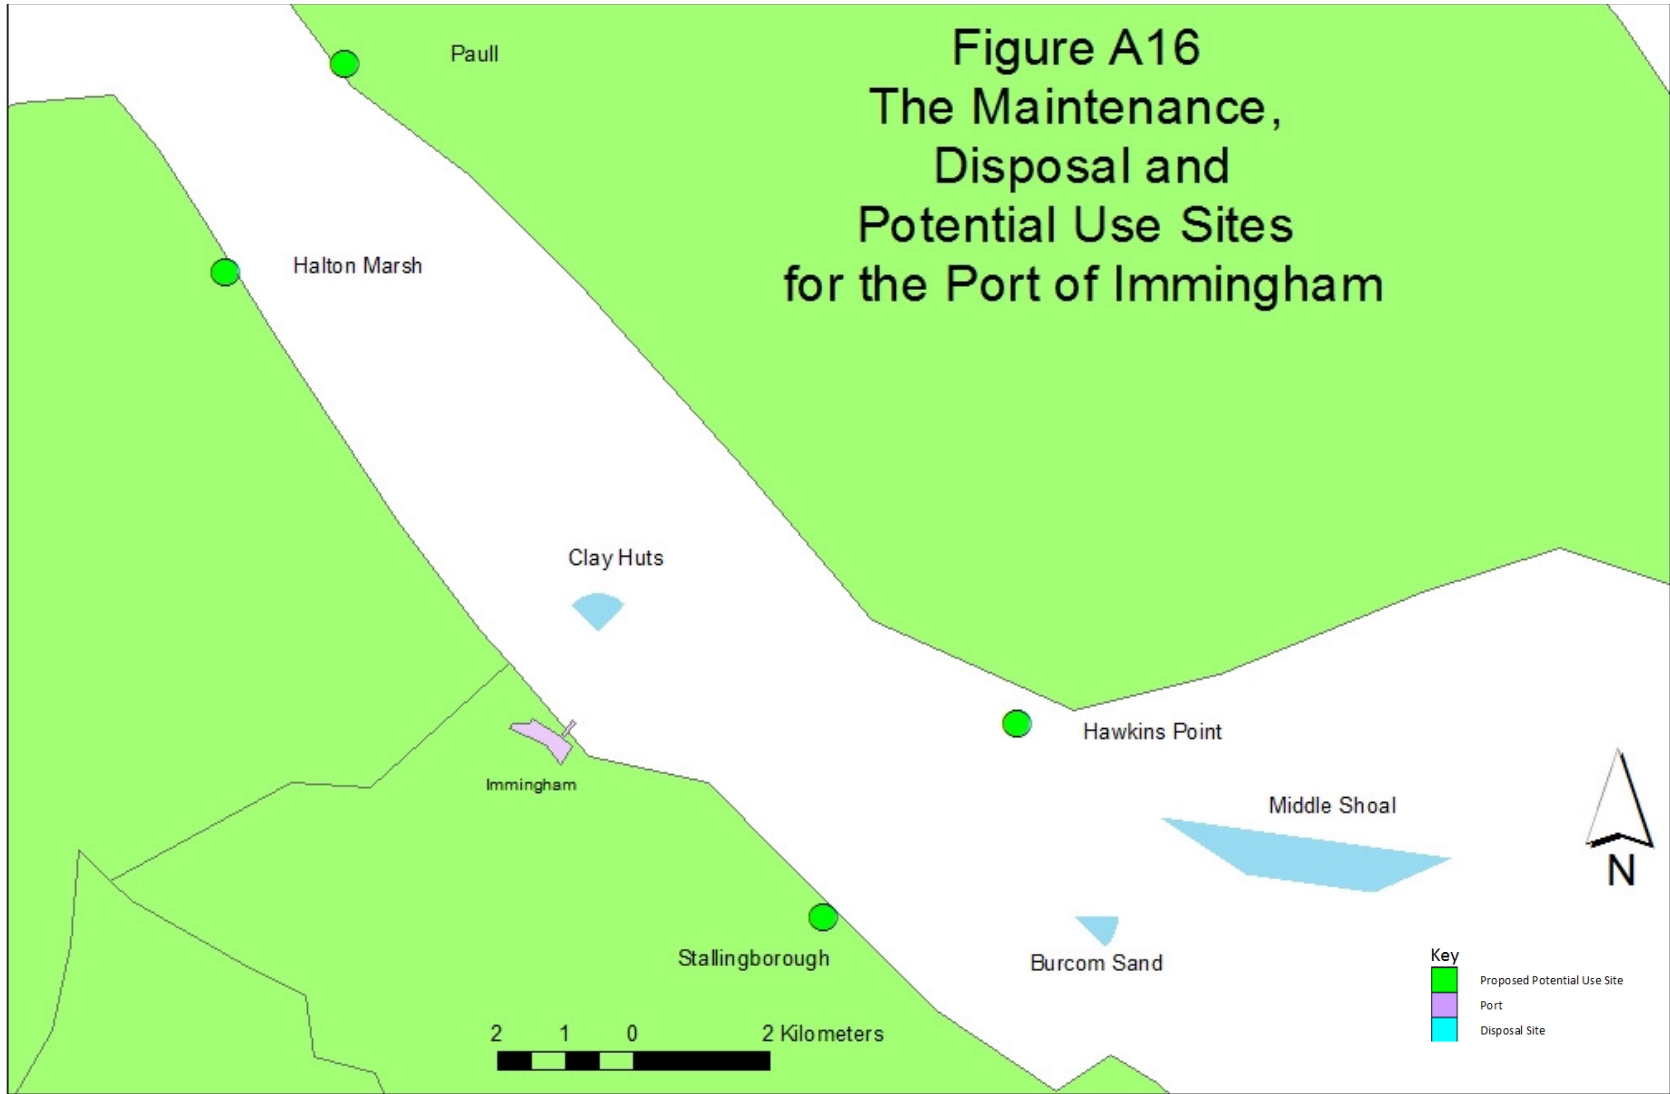 Figure A16
The Maintenance,
Disposal and
Potential Use Sites
for the Port of Immingham
Paull
Halton Marsh
Clay Huts
Hawkins Point
Immingham
Middle Shoal
N
Stallingborough
Burcom Sand
Key
Proposed Potential Use Site
Port
Disposal Site
2 1 0 2 Kilometers